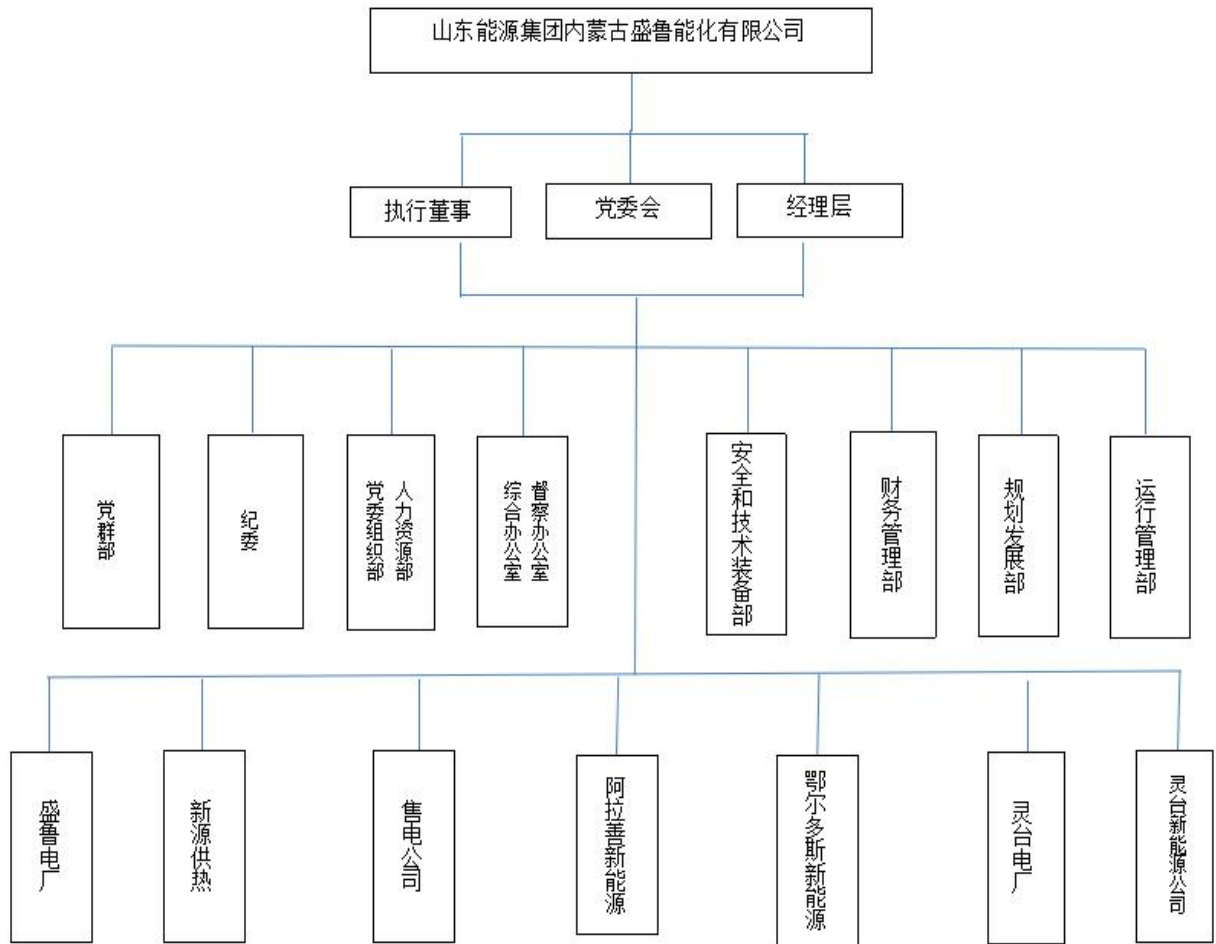 山东能源集团内蒙古盛鲁能化有限公司
执行董事
党委会
经理层
党群部
纪委
人力资源部
党委组织部
督察办公室
综合办公室
安全和技术装备部
财务管理部
规划发展部
运行管理部
盛鲁电厂
新源供热
售电公司
阿拉善新能源
鄂尔多斯新能源
灵台电厂
灵台新能源公司